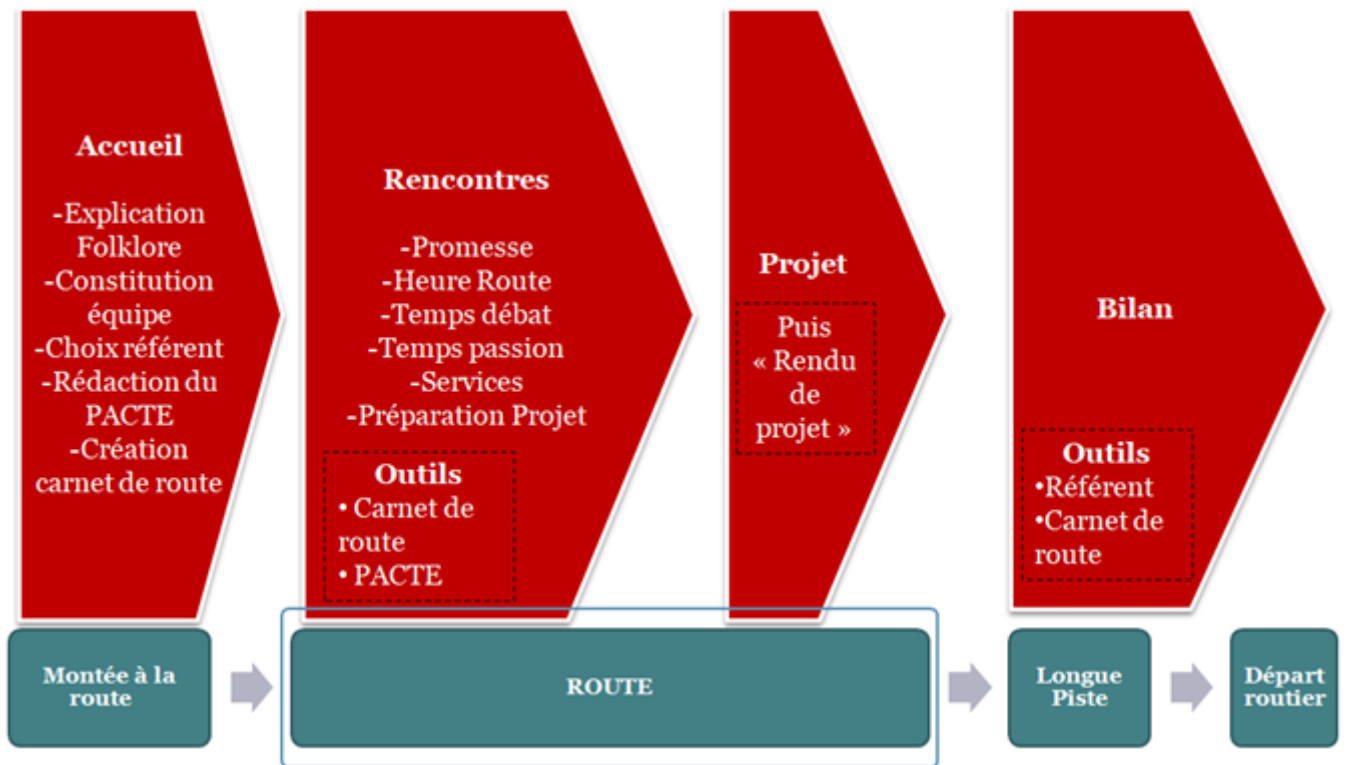 Accueil
-Explication
Folklore
-Constitution
équipe
-Choix référent
-Rédaction du
PACTE
-Création
carnet de route
Rencontres
-Promesse
-Heure Route
-Temps débat
-Temps passion
-Services
-Préparation Projet
Outils
• Carnet de
route
• PACTE
Projet
Puis
« Rendu
de
projet »
Bilan
Outils
•Référent
•Carnet de
route
Montée à la
route
ROUTE
Longue
Piste
Départ
routier